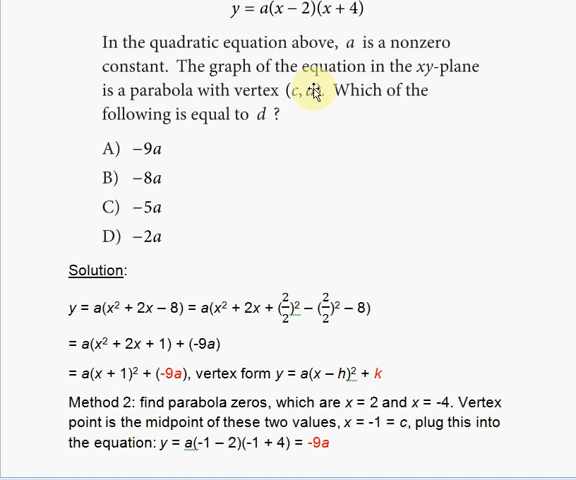 y = a(x − 2)(x + 4)
In the quadratic equation above, a is a nonzero
constant. The graph of the equation in the xy-plane
is a parabola with vertex (c, d). Which of the
following is equal to d ?
A) −9a
B) −8a
C) −5a
D) −2a
Solution:
y = a(x² + 2x – 8) = a(x² + 2x + (2/2)² – (2/2)² – 8)
= a(x² + 2x + 1) + (-9a)
= a(x + 1)² + (-9a), vertex form y = a(x – h)² + k
Method 2: find parabola zeros, which are x = 2 and x = -4. Vertex
point is the midpoint of these two values, x = -1 = c, plug this into
the equation: y = a(-1 – 2)(-1 + 4) = -9a